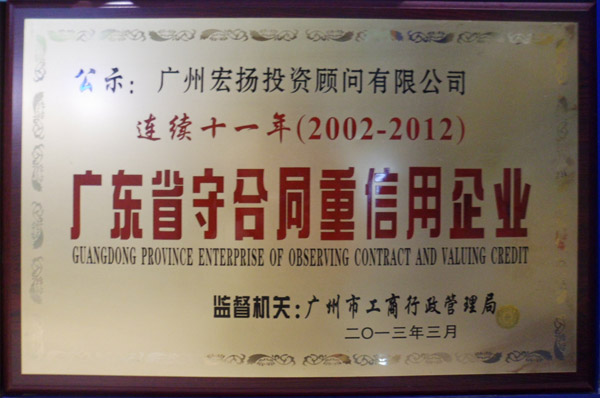 公示：广州宏扬投资顾问有限公司
连续十一年(2002-2012)
广东省守合同重信用企业
GUANGDONG PROVINCE ENTERPRISE OF OBSERVING CONTRACT AND VALUING CREDIT
监督机关：广州市工商行政管理局
二〇一三年三月